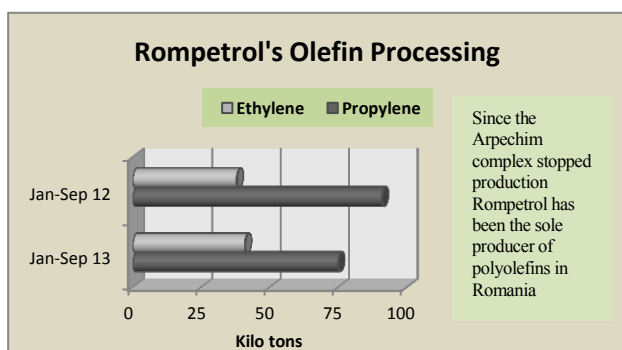 Rompetrol's Olefin Processing
Ethylene Propylene
Jan-Sep 12
Jan-Sep 13
0 25 50 75 100
Kilo tons
Since the
Arpechim
complex stopped
production
Rompetrol has
been the sole
producer of
polyolefins in
Romania